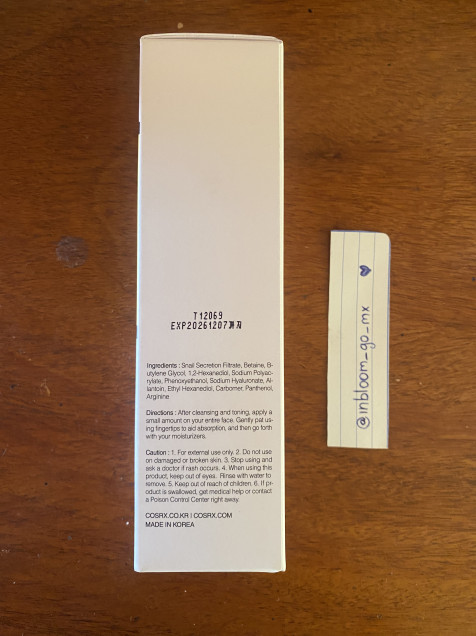 T12069
EXP20261207까지
Ingredients : Snail Secretion Filtrate, Betaine, B-
utylene Glycol, 1,2-Hexanediol, Sodium Polyac-
rylate, Phenoxyethanol, Sodium Hyaluronate, Al-
lantoin, Ethyl Hexanediol, Carbomer, Panthenol,
Arginine
Directions : After cleansing and toning, apply a
small amount on your entire face. Gently pat us-
ing fingertips to aid absorption, and then go forth
with your moisturizers.
Caution : 1. For external use only. 2. Do not use
on damaged or broken skin. 3. Stop using and
ask a doctor if rash occurs. 4. When using this
product, keep out of eyes. Rinse with water to
remove. 5. Keep out of reach of children. 6. If pr-
oduct is swallowed, get medical help or contact
a Poison Control Center right away.
COSRX.CO.KR I COSRX.COM
MADE IN KOREA
@inbloom_go_mx